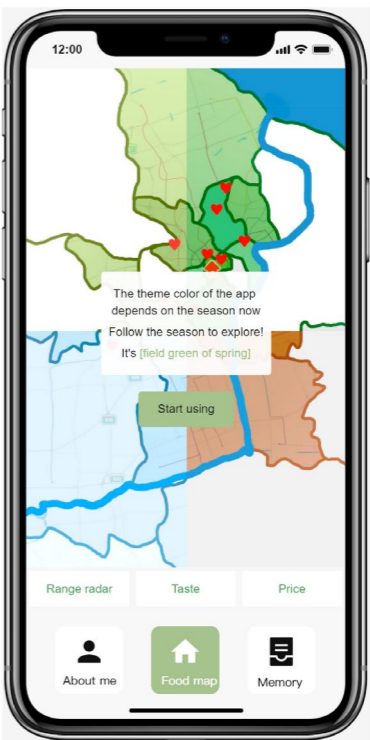 12:00
The theme color of the app
depends on the season now
Follow the season to explore!
It's [field green of spring]
Start using
Range radar
Taste
Price
About me
Food map
Memory